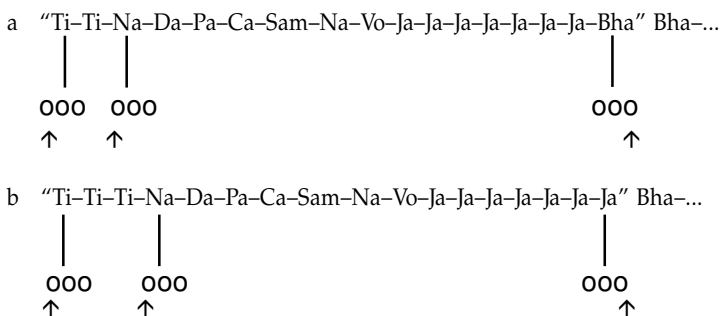 a “Ti–Ti–Na–Da–Pa–Ca–Sam–Na–Vo–Ja–Ja–Ja–Ja–Ja–Ja–Ja–Bha” Bha–...
ooo ooo ooo
↑ ↑ ↑
b “Ti–Ti–Ti–Na–Da–Pa–Ca–Sam–Na–Vo–Ja–Ja–Ja–Ja–Ja–Ja–Ja” Bha–...
ooo ooo ooo
↑ ↑ ↑